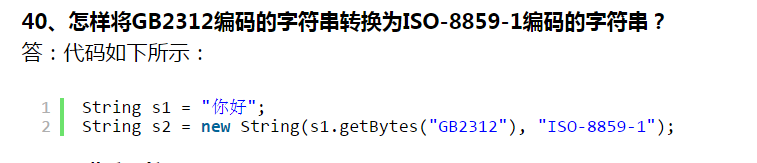 40、怎样将GB2312编码的字符串转换为ISO-8859-1编码的字符串？
答：代码如下所示：
1 String s1 = "你好";
2 String s2 = new String(s1.getBytes("GB2312"), "ISO-8859-1");